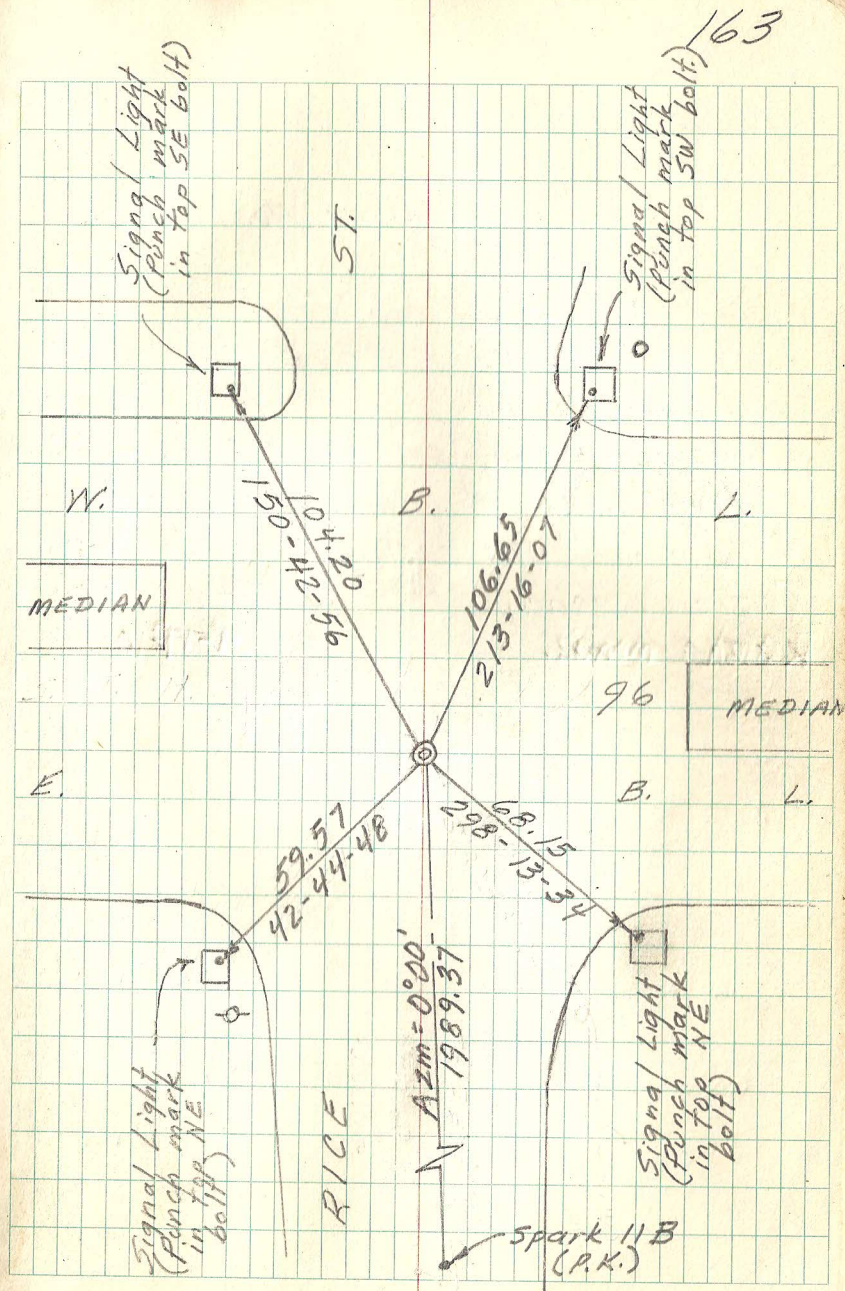 163
Signal Light
(Punch mark
in top SE bolt)
ST.
Signal Light
(Punch mark
in top SW bolt.)
W.
B.
L.
104.20
150-42-56
106.65
213-16-07
MEDIAN
96
MEDIAN
E.
B.
L.
59.57
42-44-48
68.15
298-13-34
Azm=0°00'
1989.37
Signal Light
(Punch mark
in top NE
bolt)
RICE
Signal Light
(Punch mark
in top NE
bolt)
Spark 11B
(P.K.)